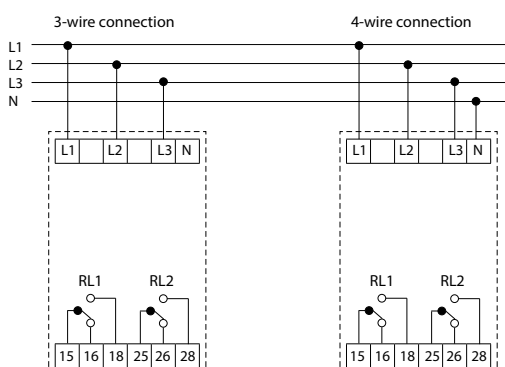 3-wire connection 4-wire connection
L1
L2
L3
N
L1 L2 L3 N L1 L2 L3 N
RL1 RL2 RL1 RL2
15 16 18 25 26 28 15 16 18 25 26 28